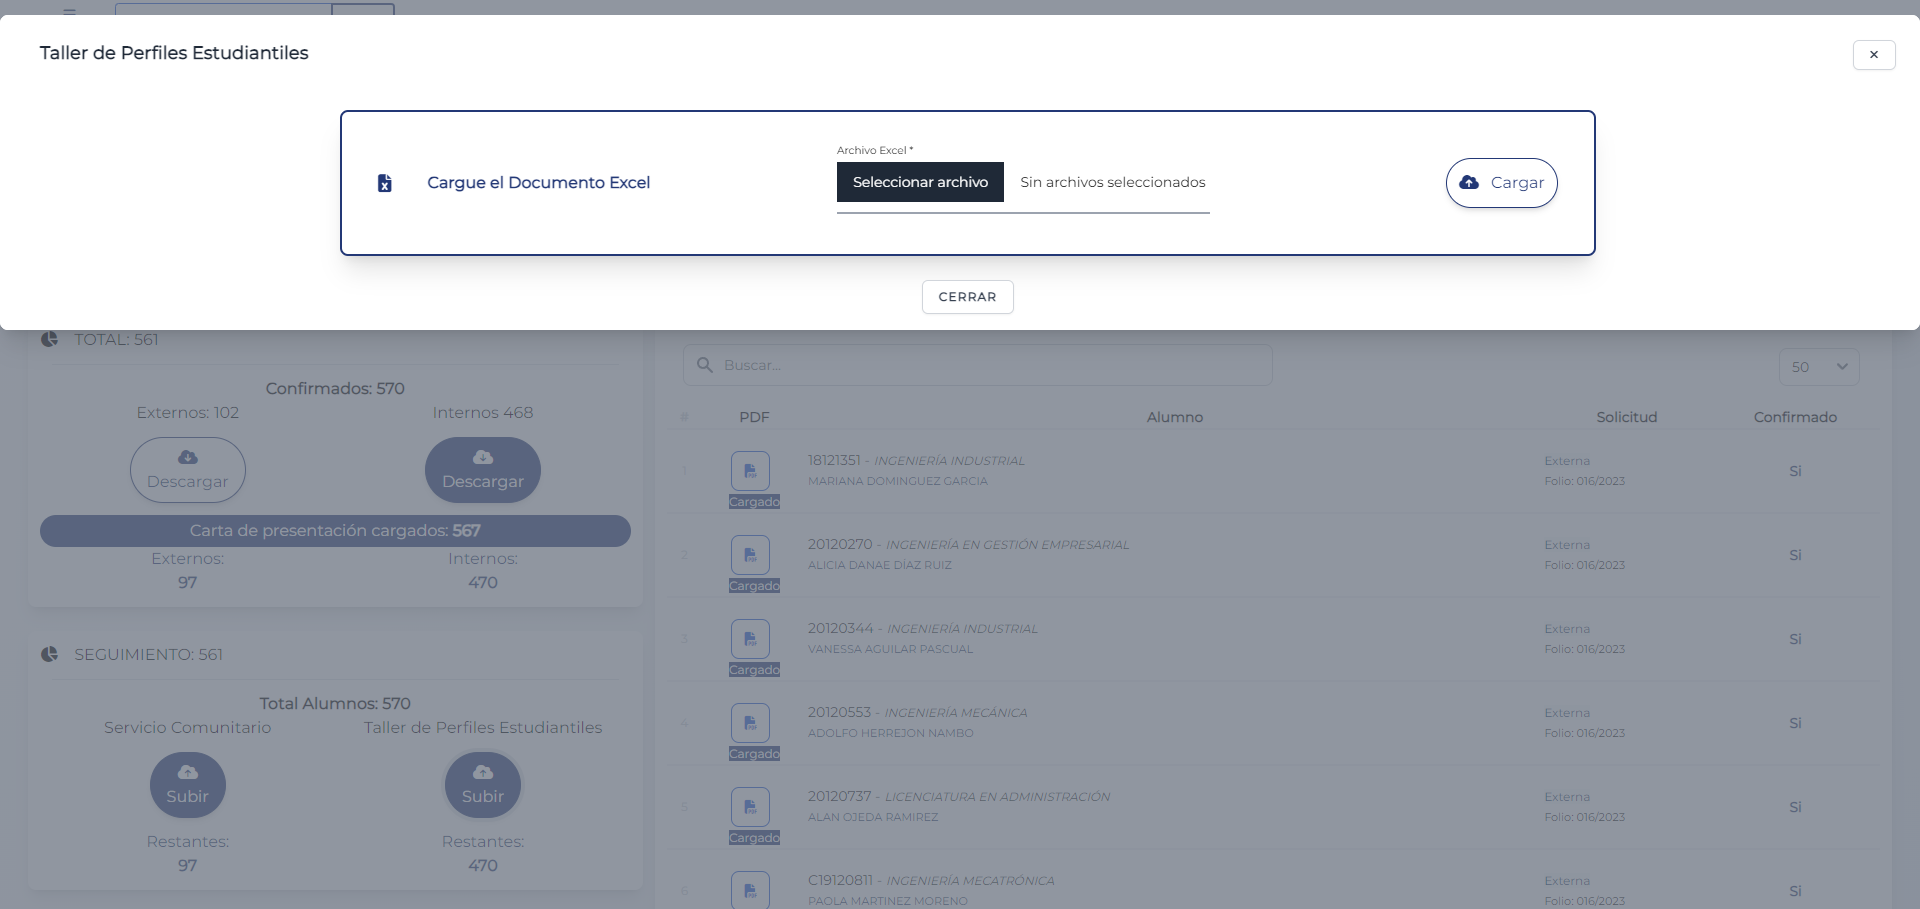 Taller de Perfiles Estudiantiles
×
Archivo Excel *
Cargue el Documento Excel
Seleccionar archivo Sin archivos seleccionados
Cargar
CERRAR
TOTAL: 561
Confirmados: 570
Externos: 102 Internos 468
Descargar Descargar
Carta de presentación cargados: 567
Externos: Internos:
97 470
SEGUIMIENTO: 561
Total Alumnos: 570
Servicio Comunitario Taller de Perfiles Estudiantiles
Subir Subir
Restantes: Restantes:
97 470
Buscar... 50
# PDF Alumno Solicitud Confirmado
1 18121351 - INGENIERÍA INDUSTRIAL Externa Si
MARIANA DOMINGUEZ GARCIA Folio: 016/2023
Cargado
2 20120270 - INGENIERÍA EN GESTIÓN EMPRESARIAL Externa Si
ALICIA DANAE DÍAZ RUIZ Folio: 016/2023
Cargado
3 20120344 - INGENIERÍA INDUSTRIAL Externa Si
VANESSA AGUILAR PASCUAL Folio: 016/2023
Cargado
4 20120553 - INGENIERÍA MECÁNICA Externa Si
ADOLFO HERREJON NAMBO Folio: 016/2023
Cargado
5 20120737 - LICENCIATURA EN ADMINISTRACIÓN Externa Si
ALAN OJEDA RAMIREZ Folio: 016/2023
Cargado
6 C19120811 - INGENIERÍA MECATRÓNICA Externa Si
PAOLA MARTINEZ MORENO Folio: 016/2023